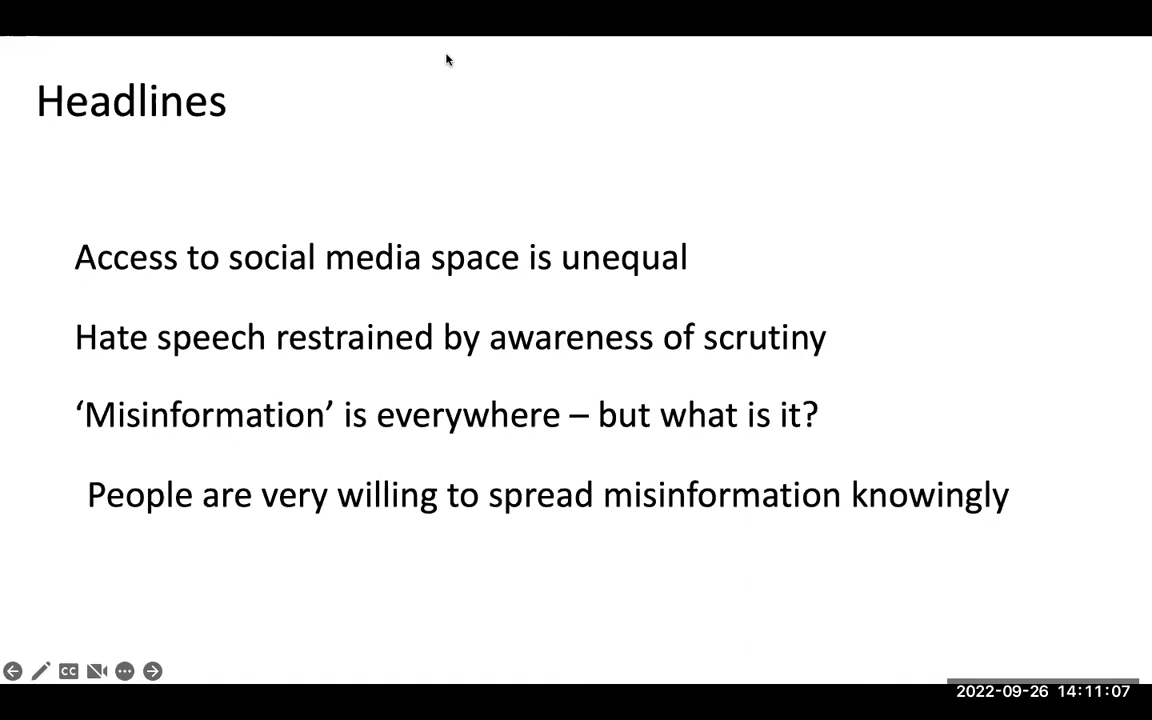 Headlines
Access to social media space is unequal
Hate speech restrained by awareness of scrutiny
‘Misinformation’ is everywhere – but what is it?
People are very willing to spread misinformation knowingly
CC
2022-09-26 14:11:07